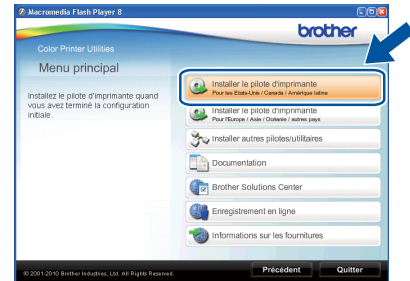 Macromedia Flash Player 8
brother
Color Printer Utilities
Menu principal
Installez le pilote d'imprimante quand
vous avez terminé la configuration
initiale.
Installer le pilote d'imprimante
Pour les Etats-Unis / Canada / Amérique latine
Installer le pilote d'imprimante
Pour l'Europe / Asie / Océanie / autres pays
Installer autres pilotes/utilitaires
Documentation
Brother Solutions Center
Enregistrement en ligne
Informations sur les fournitures
© 2001-2010 Brother Industries, Ltd. All Rights Reserved.
Précédent
Quitter